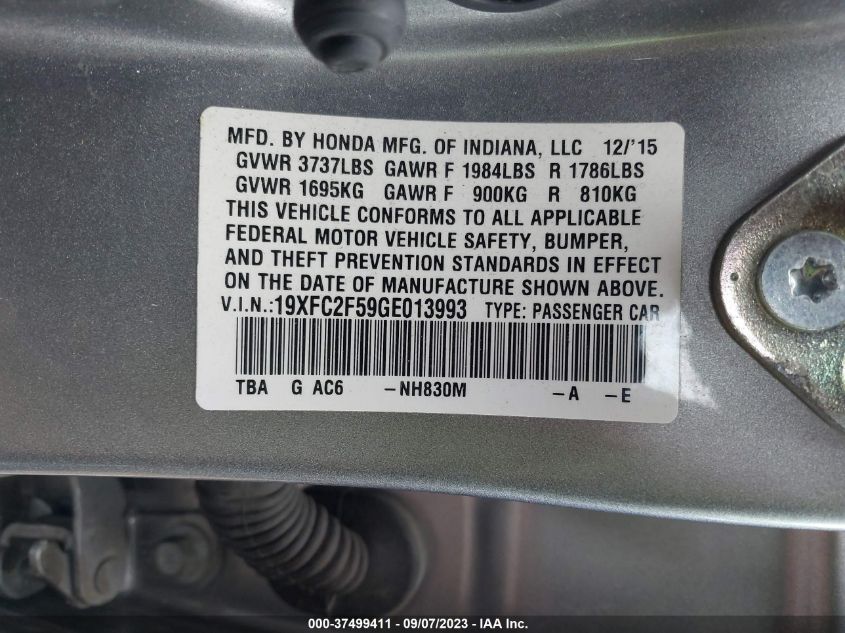 MFD. BY HONDA MFG. OF INDIANA, LLC 12/'15
GVWR 3737LBS GAWR F 1984LBS R 1786LBS
GVWR 1695KG GAWR F 900KG R 810KG
THIS VEHICLE CONFORMS TO ALL APPLICABLE
FEDERAL MOTOR VEHICLE SAFETY, BUMPER,
AND THEFT PREVENTION STANDARDS IN EFFECT
ON THE DATE OF MANUFACTURE SHOWN ABOVE.
V.I.N.:19XFC2F59GE013993 TYPE: PASSENGER CAR
TBA G AC6 -NH830M -A -E
000-37499411 - 09/07/2023 - IAA Inc.